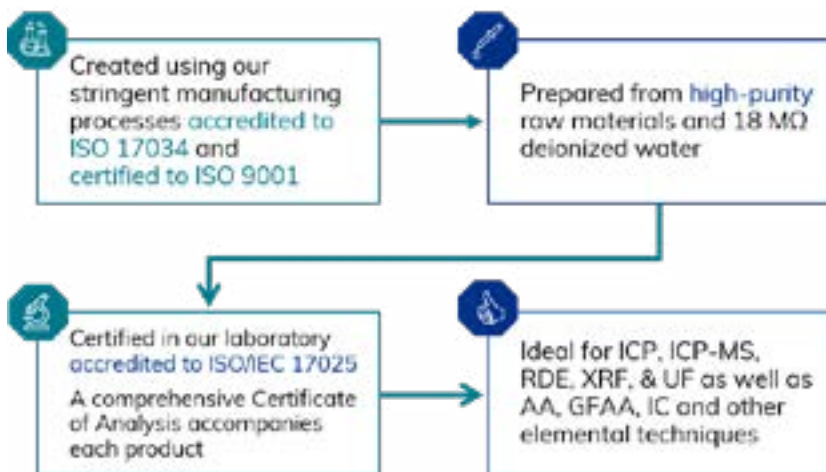 Created using our
stringent manufacturing
processes accredited to
ISO 17034 and
certified to ISO 9001
Prepared from high-purity
raw materials and 18 MΩ
deionized water
Certified in our laboratory
accredited to ISO/IEC 17025
A comprehensive Certificate
of Analysis accompanies
each product
Ideal for ICP, ICP-MS,
RDE, XRF, & UF as well as
AA, GFAA, IC and other
elemental techniques